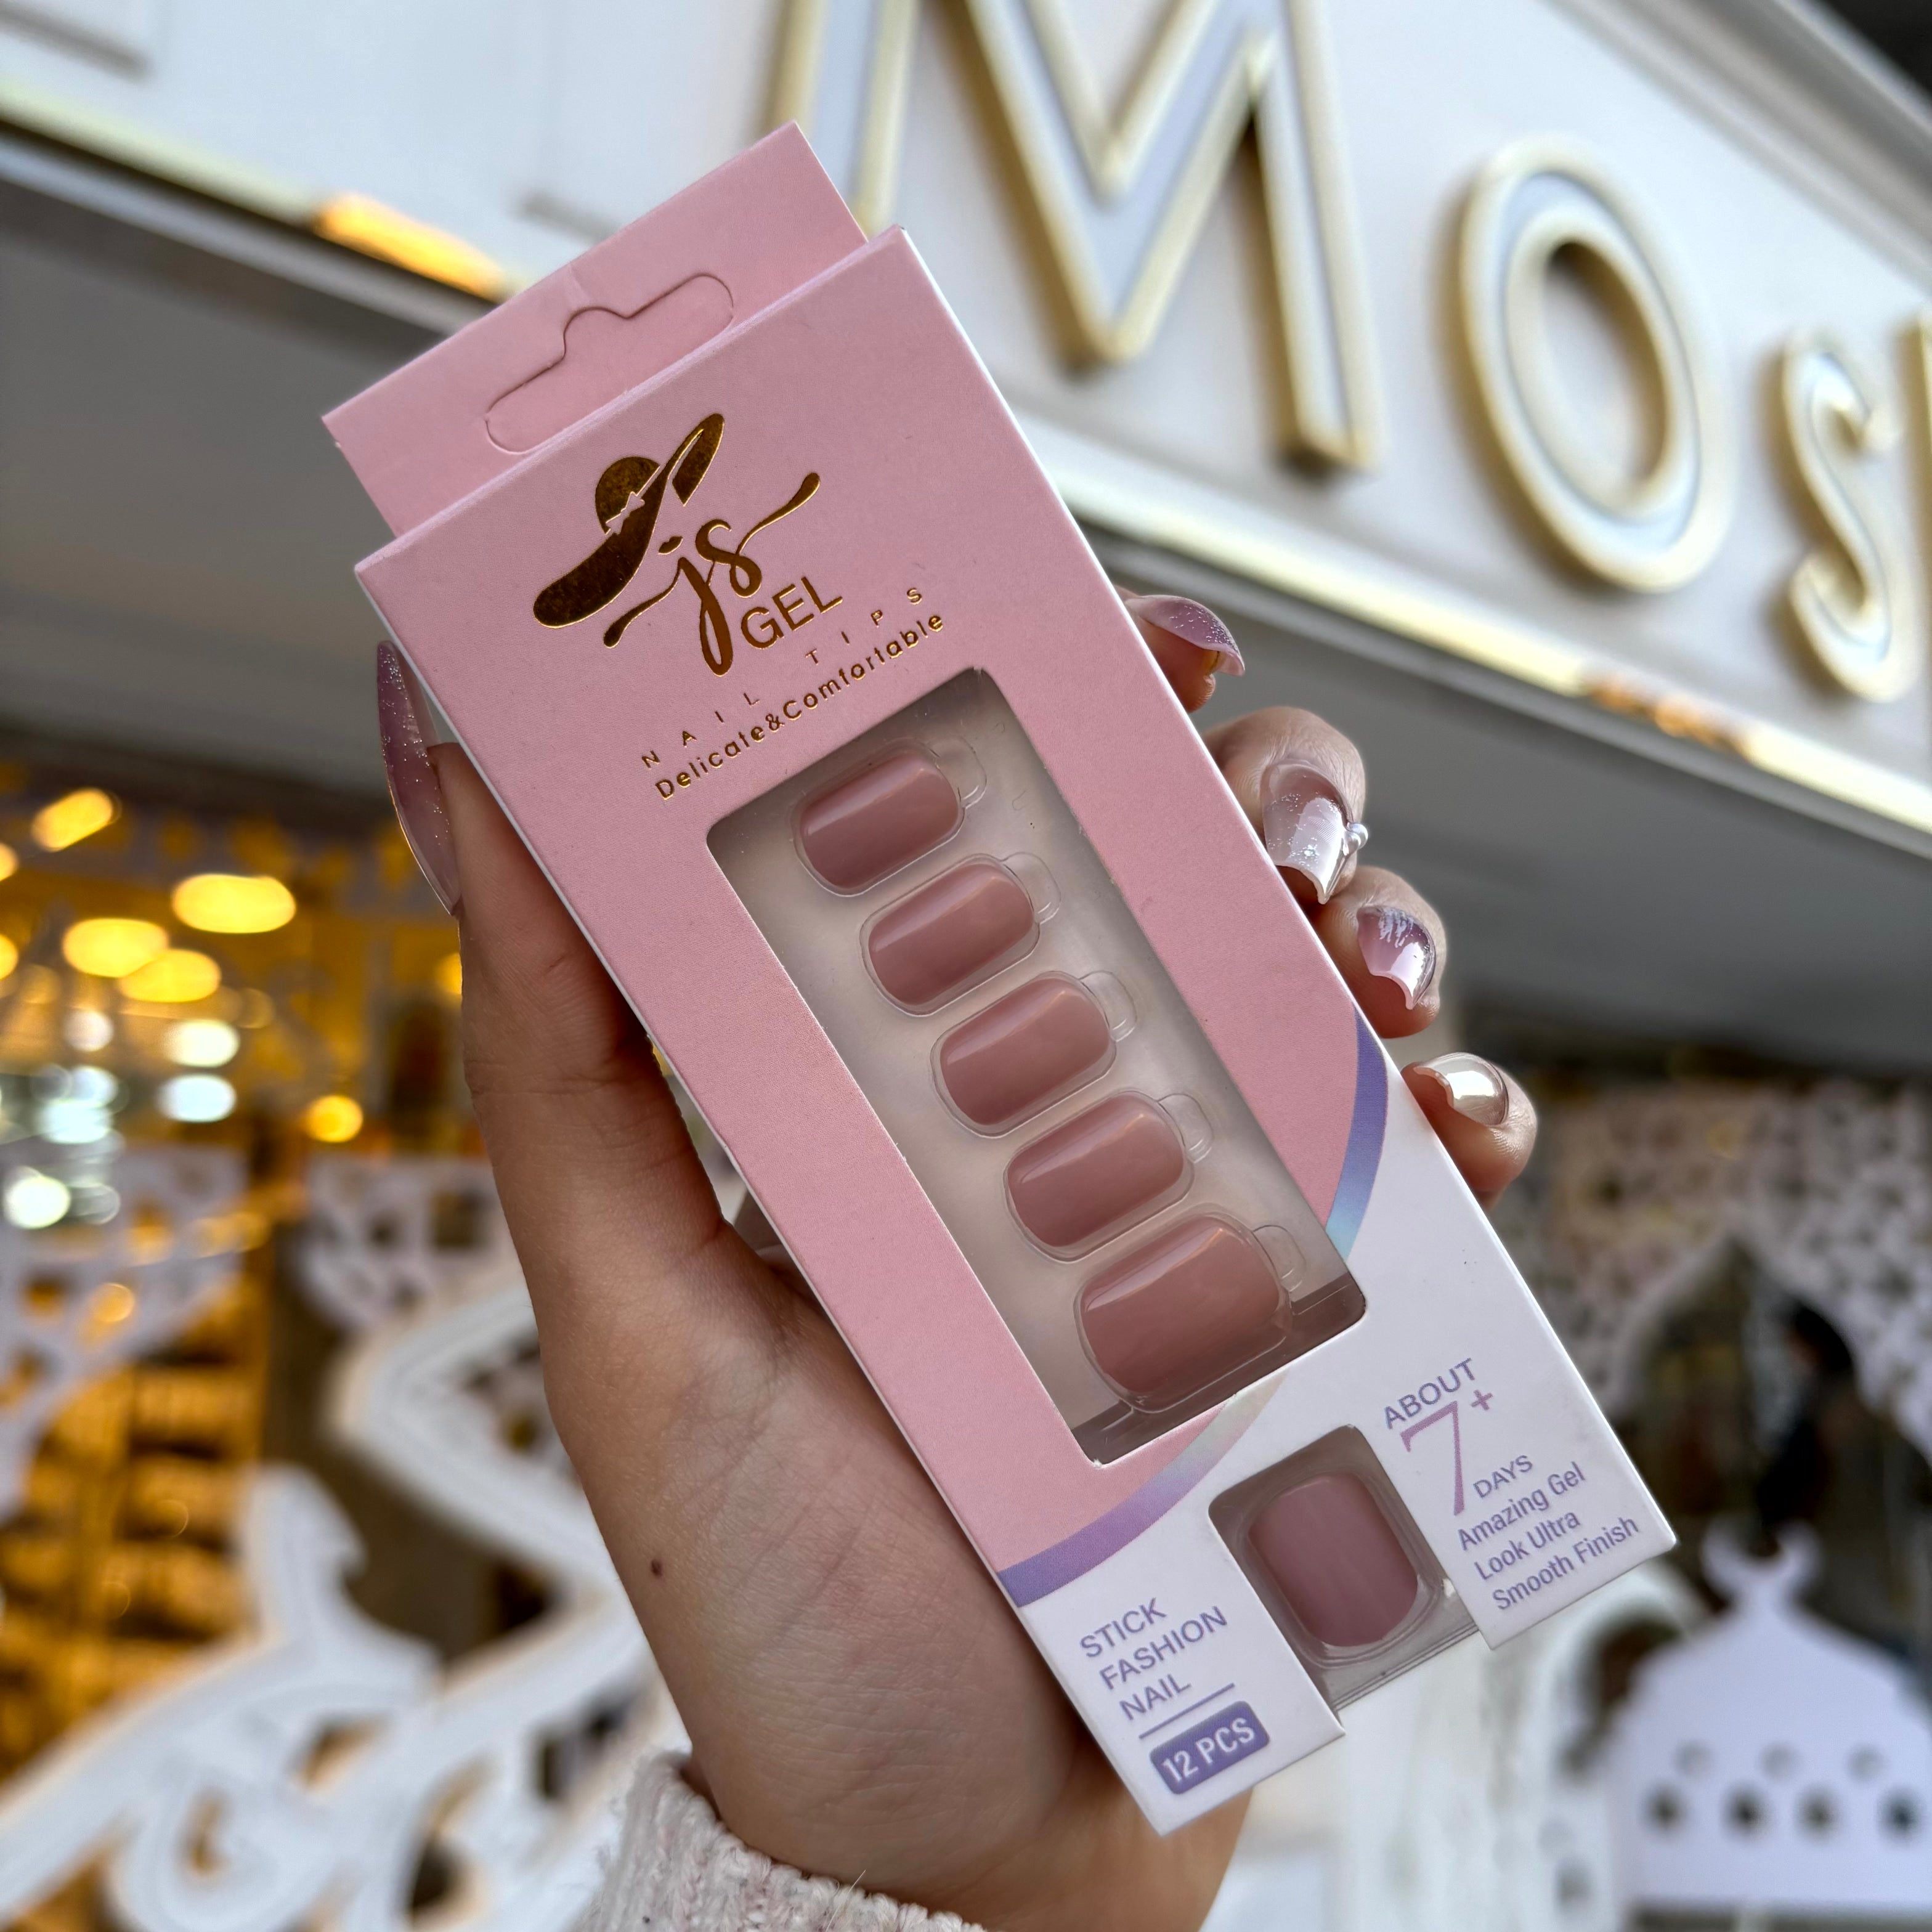 MOS
js
GEL
NAIL TIPS
Delicate&Comfortable
ABOUT
7+
DAYS
Amazing Gel
Look Ultra
Smooth Finish
STICK
FASHION
NAIL
12 PCS